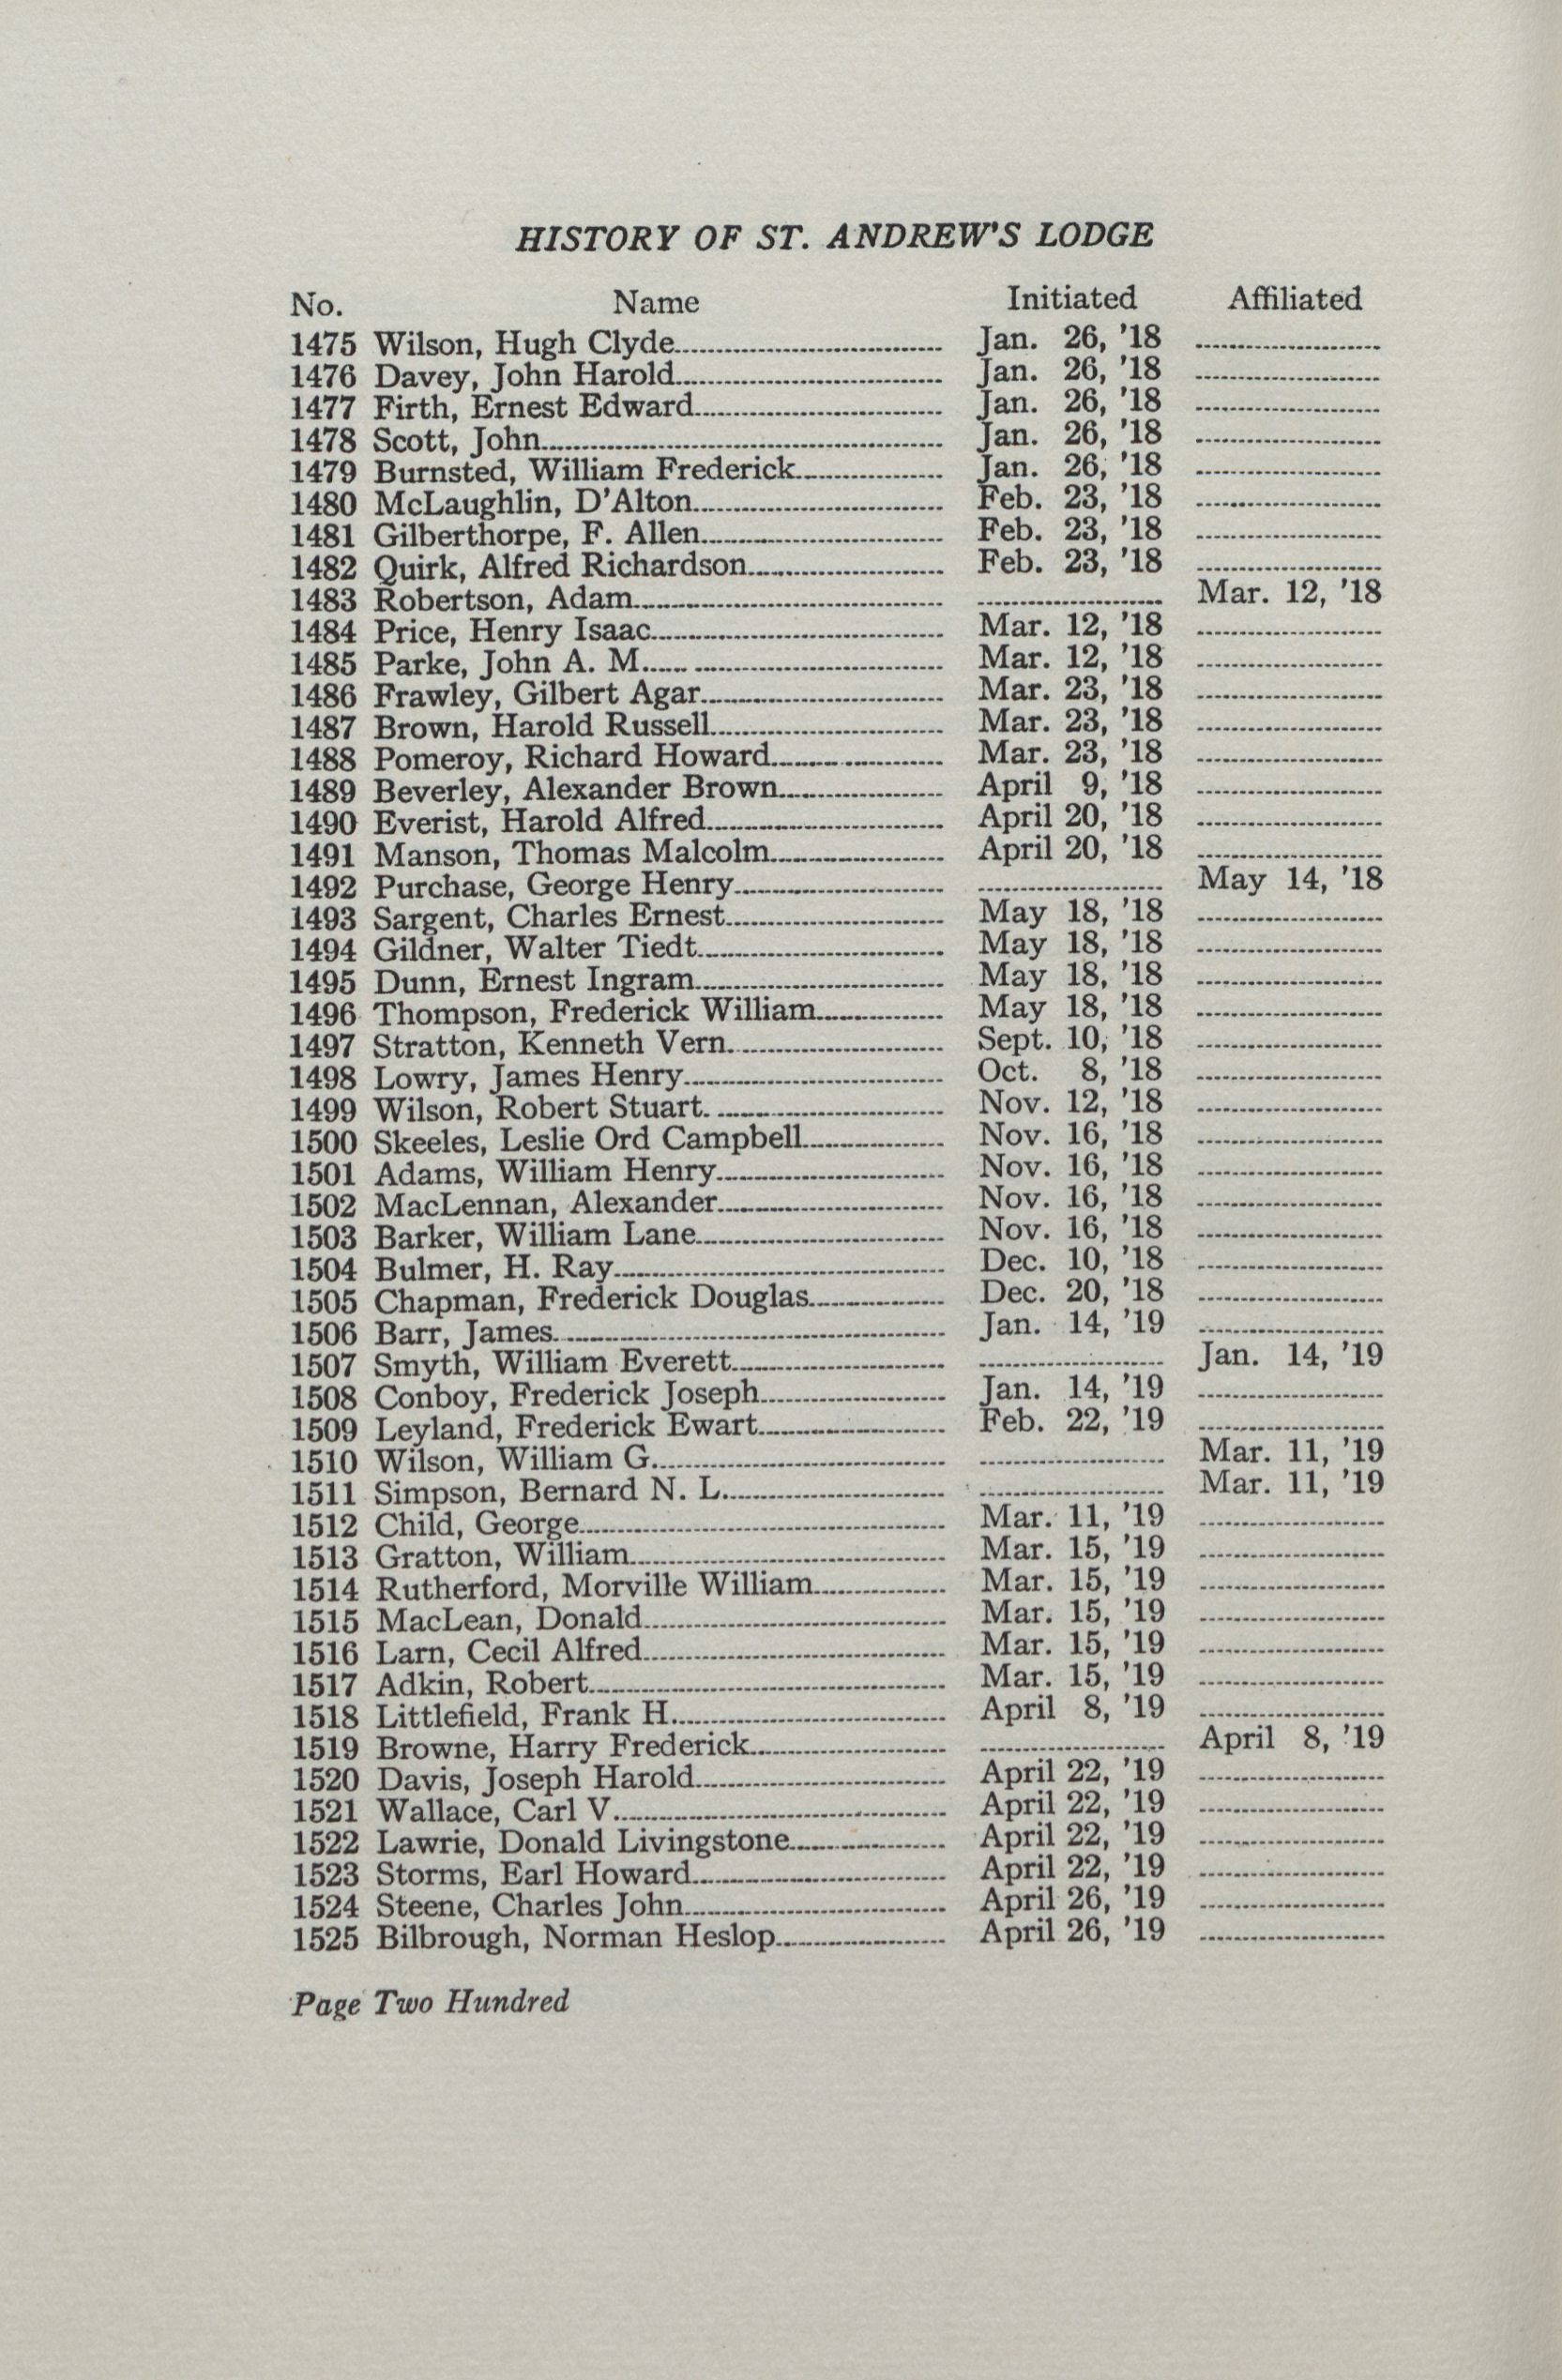 HISTORY OF ST. ANDREW'S LODGE
No. Name Initiated Affiliated
1475 Wilson, Hugh Clyde Jan. 26, '18
1476 Davey, John Harold Jan. 26, '18
1477 Firth, Ernest Edward Jan. 26, '18
1478 Scott, John Jan. 26, '18
1479 Burnsted, William Frederick Jan. 26, '18
1480 McLaughlin, D'Alton Feb. 23, '18
1481 Gilberthorpe, F. Allen Feb. 23, '18
1482 Quirk, Alfred Richardson Feb. 23, '18
1483 Robertson, Adam Mar. 12, '18
1484 Price, Henry Isaac Mar. 12, '18
1485 Parke, John A. M. Mar. 12, '18
1486 Frawley, Gilbert Agar Mar. 23, '18
1487 Brown, Harold Russell Mar. 23, '18
1488 Pomeroy, Richard Howard Mar. 23, '18
1489 Beverley, Alexander Brown April 9, '18
1490 Everist, Harold Alfred April 20, '18
1491 Manson, Thomas Malcolm April 20, '18
1492 Purchase, George Henry May 14, '18
1493 Sargent, Charles Ernest May 18, '18
1494 Gildner, Walter Tiedt May 18, '18
1495 Dunn, Ernest Ingram May 18, '18
1496 Thompson, Frederick William May 18, '18
1497 Stratton, Kenneth Vern Sept. 10, '18
1498 Lowry, James Henry Oct. 8, '18
1499 Wilson, Robert Stuart Nov. 12, '18
1500 Skeeles, Leslie Ord Campbell Nov. 16, '18
1501 Adams, William Henry Nov. 16, '18
1502 MacLennan, Alexander Nov. 16, '18
1503 Barker, William Lane Nov. 16, '18
1504 Bulmer, H. Ray Dec. 10, '18
1505 Chapman, Frederick Douglas Dec. 20, '18
1506 Barr, James Jan. 14, '19
1507 Smyth, William Everett Jan. 14, '19
1508 Conboy, Frederick Joseph Jan. 14, '19
1509 Leyland, Frederick Ewart Feb. 22, '19
1510 Wilson, William G. Mar. 11, '19
1511 Simpson, Bernard N. L. Mar. 11, '19
1512 Child, George Mar. 11, '19
1513 Gratton, William Mar. 15, '19
1514 Rutherford, Morville William Mar. 15, '19
1515 MacLean, Donald Mar. 15, '19
1516 Larn, Cecil Alfred Mar. 15, '19
1517 Adkin, Robert Mar. 15, '19
1518 Littlefield, Frank H. April 8, '19
1519 Browne, Harry Frederick April 8, '19
1520 Davis, Joseph Harold April 22, '19
1521 Wallace, Carl V. April 22, '19
1522 Lawrie, Donald Livingstone April 22, '19
1523 Storms, Earl Howard April 22, '19
1524 Steene, Charles John April 26, '19
1525 Bilbrough, Norman Heslop April 26, '19
Page Two Hundred